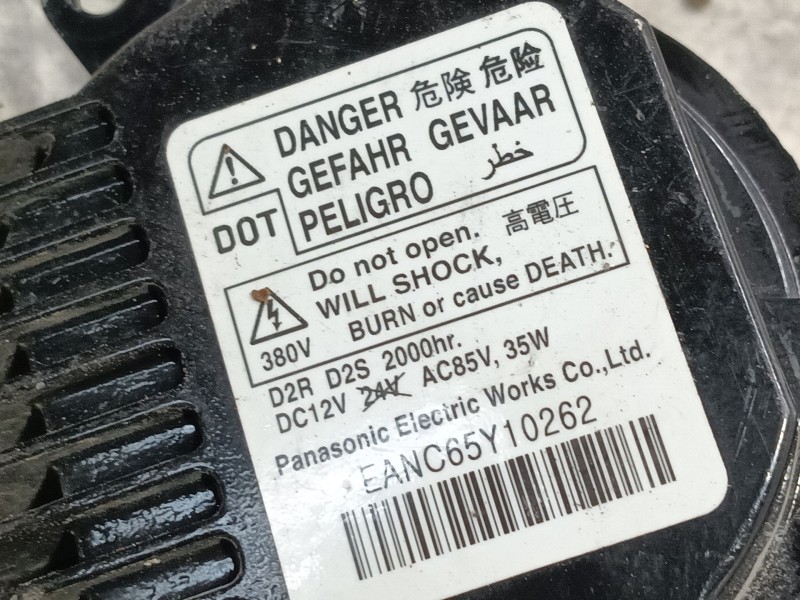 DANGER 危険 危险
GEFAHR GEVAAR
PELIGRO خطر
DOT
Do not open. 高電圧
WILL SHOCK,
BURN or cause DEATH.
380V
D2R D2S 2000hr.
DC12V 24V AC85V, 35W
Panasonic Electric Works Co.,Ltd.
EANC65Y10262